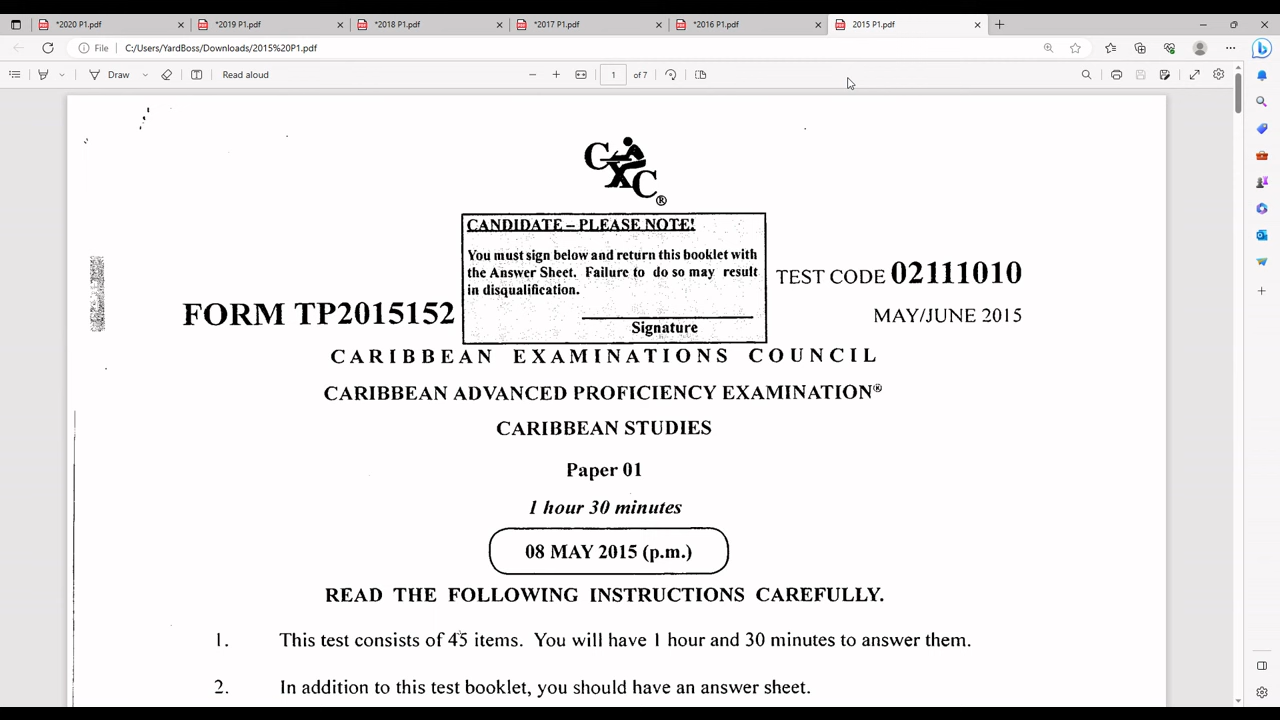 *2020 P1.pdf
*2019 P1.pdf
*2018 P1.pdf
*2017 P1.pdf
*2016 P1.pdf
2015 P1.pdf
File
C:/Users/YardBoss/Downloads/2015%20P1.pdf
Draw
Read aloud
1 of 7
CXC®
CANDIDATE – PLEASE NOTE!
You must sign below and return this booklet with
the Answer Sheet. Failure to do so may result
in disqualification.
Signature
TEST CODE 02111010
FORM TP2015152
MAY/JUNE 2015
CARIBBEAN EXAMINATIONS COUNCIL
CARIBBEAN ADVANCED PROFICIENCY EXAMINATION®
CARIBBEAN STUDIES
Paper 01
1 hour 30 minutes
08 MAY 2015 (p.m.)
READ THE FOLLOWING INSTRUCTIONS CAREFULLY.
1. This test consists of 45 items. You will have 1 hour and 30 minutes to answer them.
2. In addition to this test booklet, you should have an answer sheet.